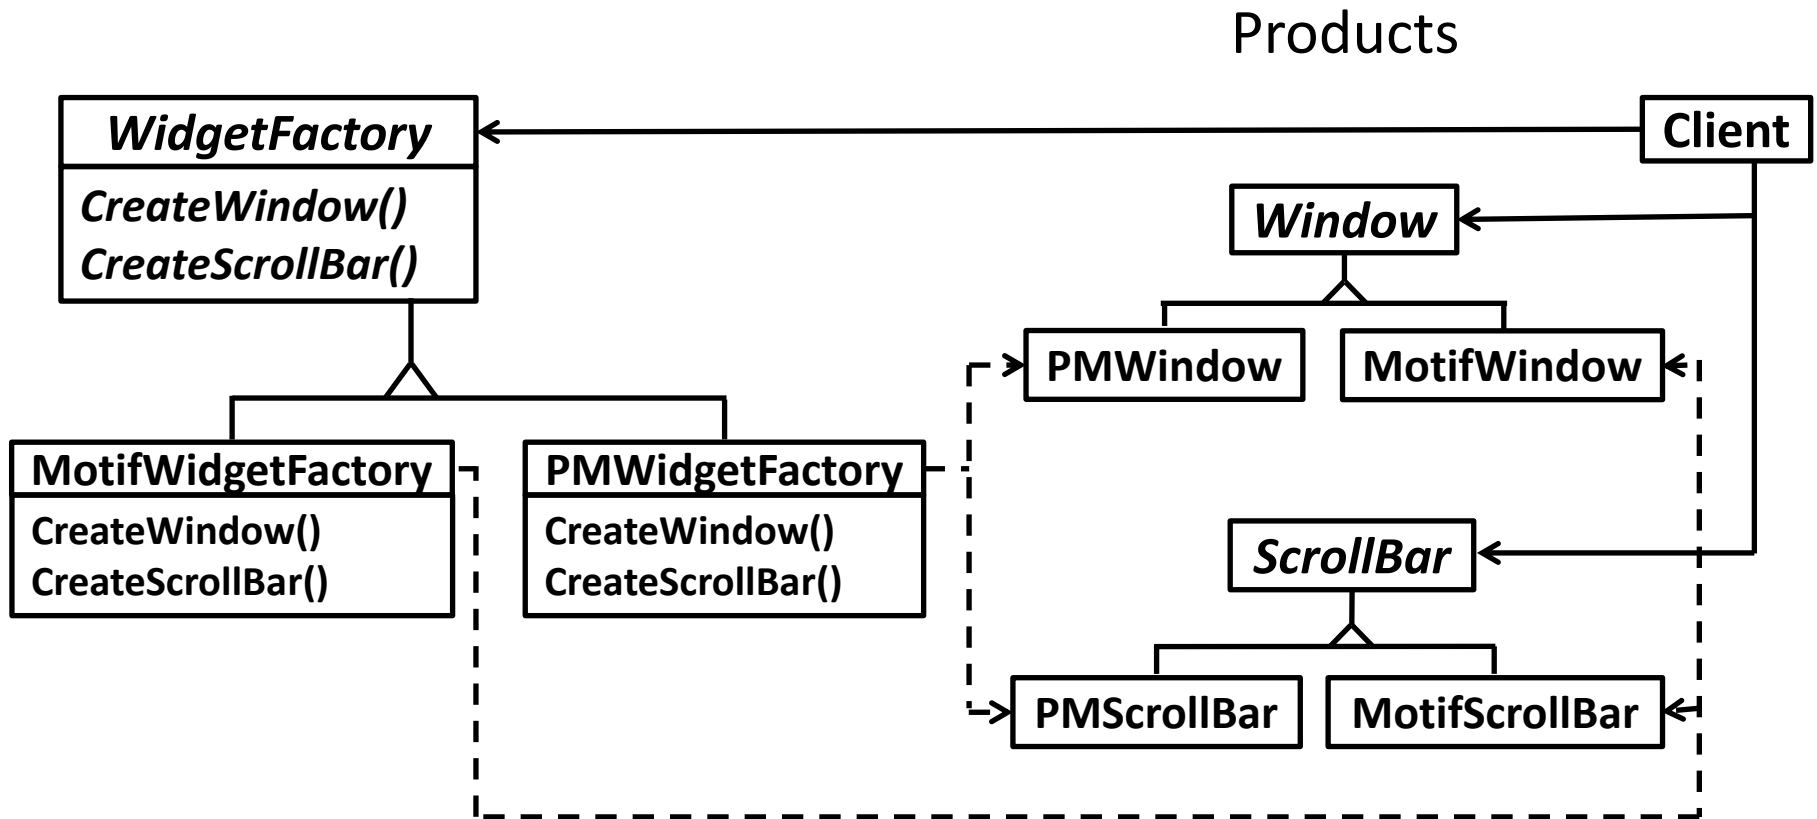 Products
WidgetFactory
Client
CreateWindow()
CreateScrollBar()
Window
PMWindow
MotifWindow
MotifWidgetFactory
PMWidgetFactory
CreateWindow()
CreateScrollBar()
CreateWindow()
CreateScrollBar()
ScrollBar
PMScrollBar
MotifScrollBar